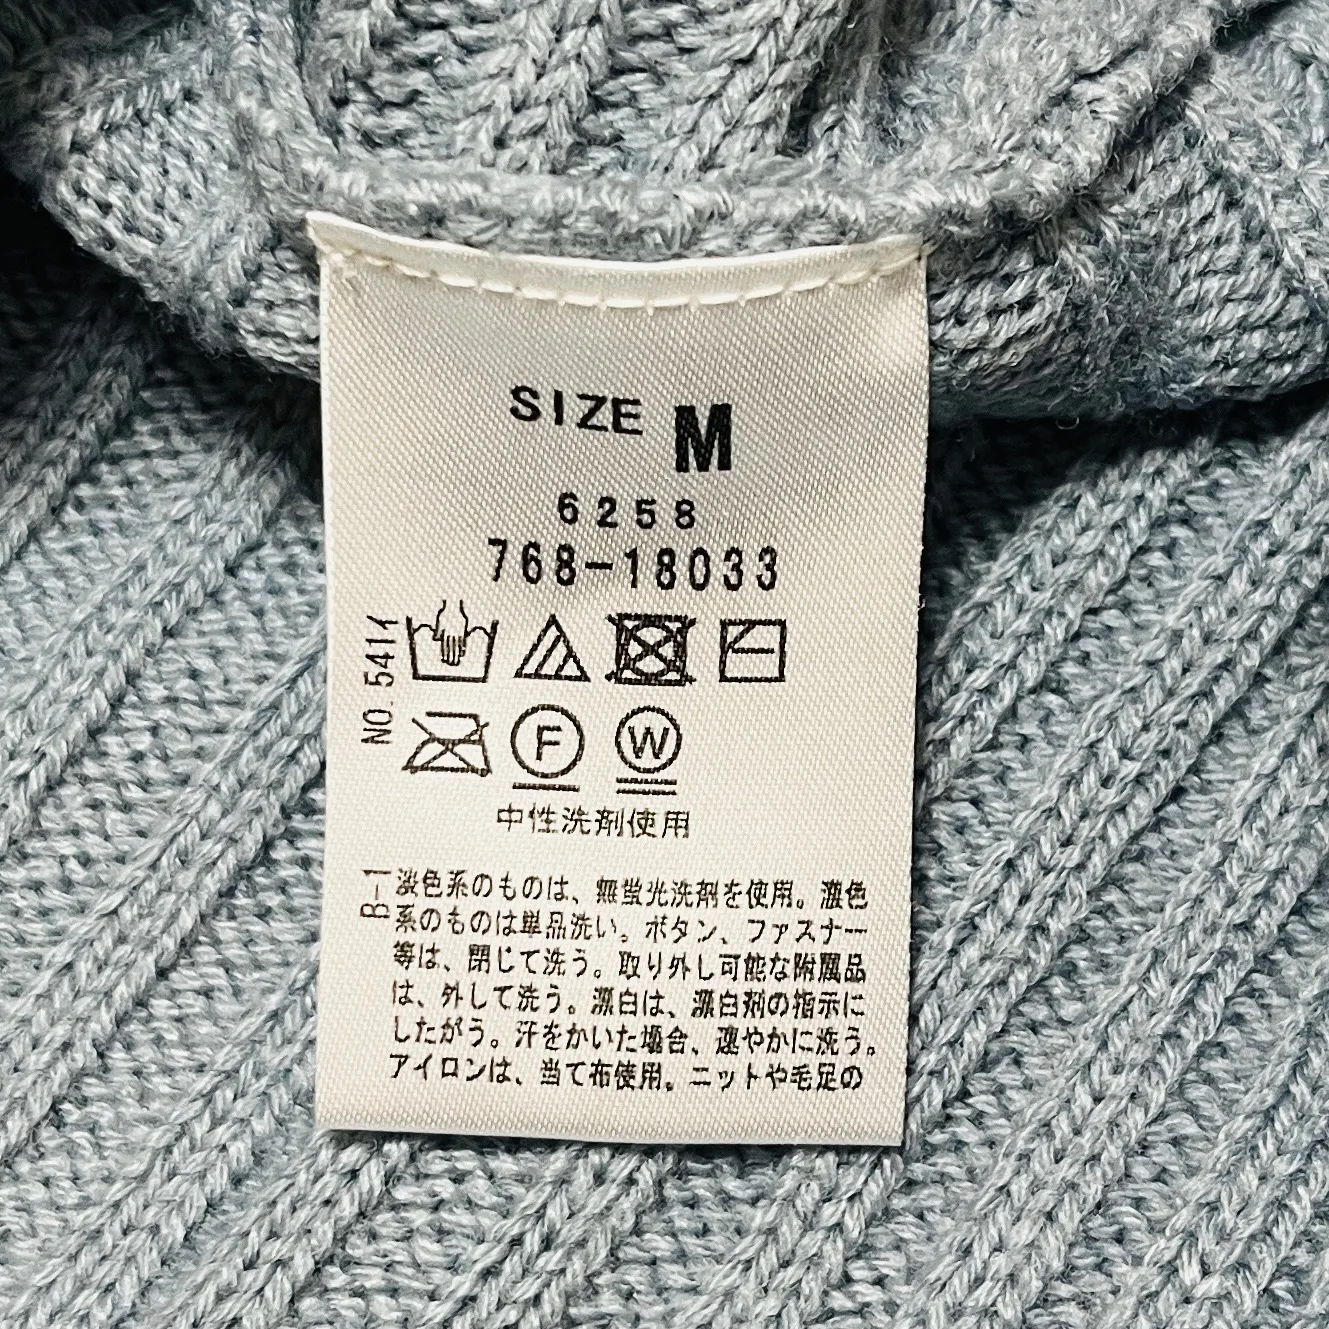 SIZE M
6258
768-18033
NO. 5414
F W
中性洗剤使用
B-1
淡色系のものは、無蛍光洗剤を使用。濃色
系のものは単品洗い。ボタン、ファスナー
等は、閉じて洗う。取り外し可能な附属品
は、外して洗う。漂白は、漂白剤の指示に
したがう。汗をかいた場合、速やかに洗う。
アイロンは、当て布使用。ニットや毛足の